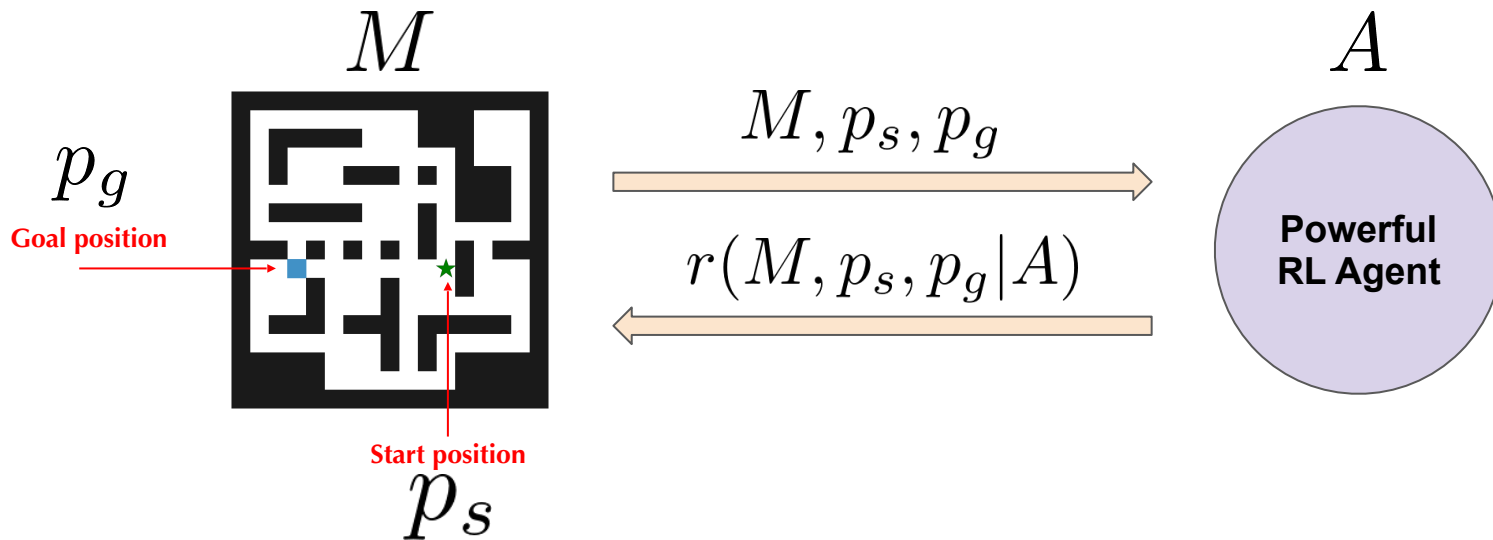 M
A
M, p_s, p_g
p_g
Goal position
r(M, p_s, p_g|A)
Powerful
RL Agent
Start position
p_s